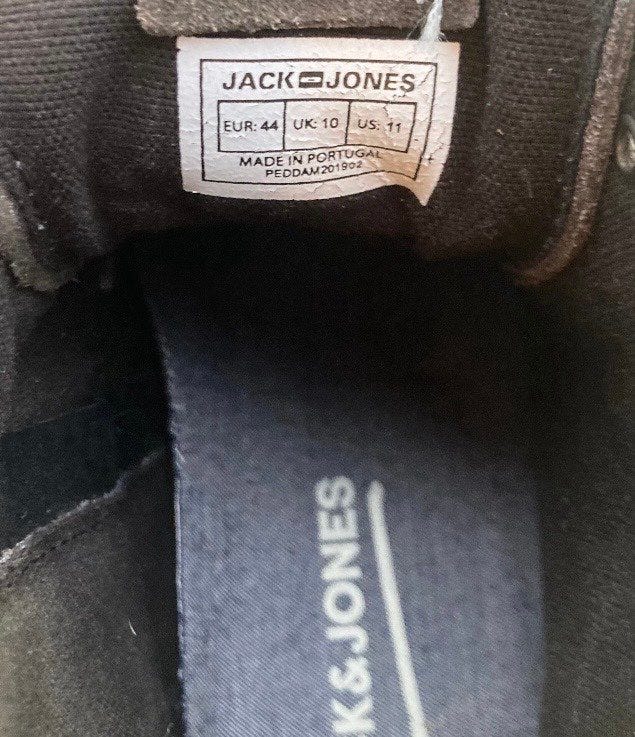 JACK JONES
EUR: 44 UK: 10 US: 11
MADE IN PORTUGAL
PEDDAM201902
K&JONES